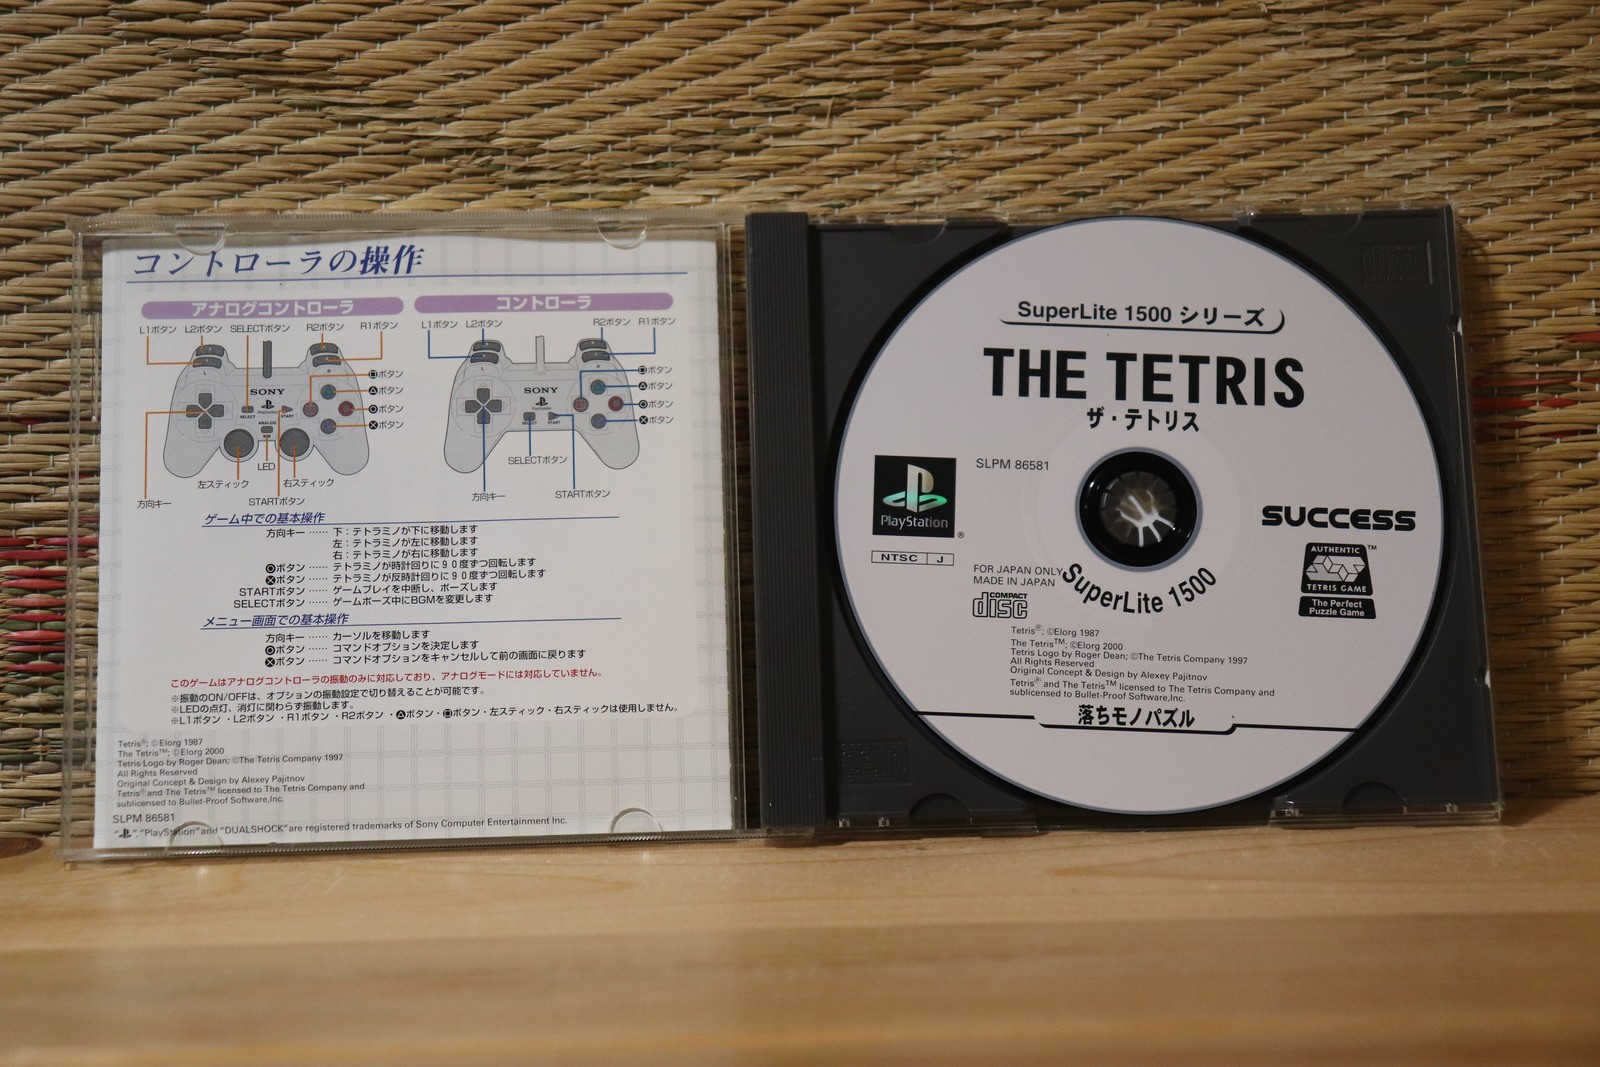 コントローラの操作
アナログコントローラ
コントローラ
L1ボタン L2ボタン SELECTボタン R2ボタン R1ボタン
L1ボタン L2ボタン R2ボタン R1ボタン
□ボタン
△ボタン
○ボタン
×ボタン
SONY
PlayStation
SELECT START
ANALOG
LED
左スティック
右スティック
方向キー
STARTボタン
□ボタン
△ボタン
○ボタン
×ボタン
SONY
SELECT START
SELECTボタン
方向キー
STARTボタン
ゲーム中での基本操作
方向キー …… 下：テトラミノが下に移動します
左：テトラミノが左に移動します
右：テトラミノが右に移動します
○ボタン …… テトラミノが時計回りに90度ずつ回転します
×ボタン …… テトラミノが反時計回りに90度ずつ回転します
STARTボタン …… ゲームプレイを中断し、ポーズします
SELECTボタン …… ゲームポーズ中にBGMを変更します
メニュー画面での基本操作
方向キー …… カーソルを移動します
○ボタン …… コマンドオプションを決定します
×ボタン …… コマンドオプションをキャンセルして前の画面に戻ります
このゲームはアナログコントローラの振動のみに対応しており、アナログモードには対応していません。
※振動のON/OFFは、オプションの振動設定で切り替えることが可能です。
※LEDの点灯、消灯に関わらず振動します。
※L1ボタン・L2ボタン・R1ボタン・R2ボタン・△ボタン・□ボタン・左スティック・右スティックは使用しません。
Tetris®; ©Elorg 1987
The Tetris™; ©Elorg 2000
Tetris Logo by Roger Dean; ©The Tetris Company 1997
All Rights Reserved
Original Concept & Design by Alexey Pajitnov
Tetris® and The Tetris™ licensed to The Tetris Company and
sublicensed to Bullet-Proof Software,Inc.
SLPM 86581
"", "PlayStation" and "DUALSHOCK" are registered trademarks of Sony Computer Entertainment Inc.
SuperLite 1500 シリーズ
THE TETRIS
ザ・テトリス
SLPM 86581
PlayStation®
NTSC J
SUCCESS
AUTHENTIC
TETRIS GAME
™
The Perfect
Puzzle Game
FOR JAPAN ONLY
MADE IN JAPAN
COMPACT
disc
SuperLite 1500
Tetris®; ©Elorg 1987
The Tetris™; ©Elorg 2000
Tetris Logo by Roger Dean; ©The Tetris Company 1997
All Rights Reserved
Original Concept & Design by Alexey Pajitnov
Tetris® and The Tetris™ licensed to The Tetris Company and
sublicensed to Bullet-Proof Software,Inc.
落ちモノパズル